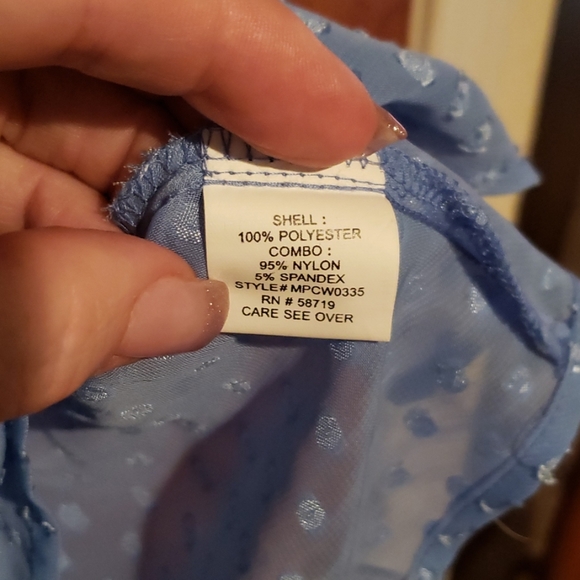 SHELL :
100% POLYESTER
COMBO :
95% NYLON
5% SPANDEX
STYLE# MPCW0335
RN # 58719
CARE SEE OVER